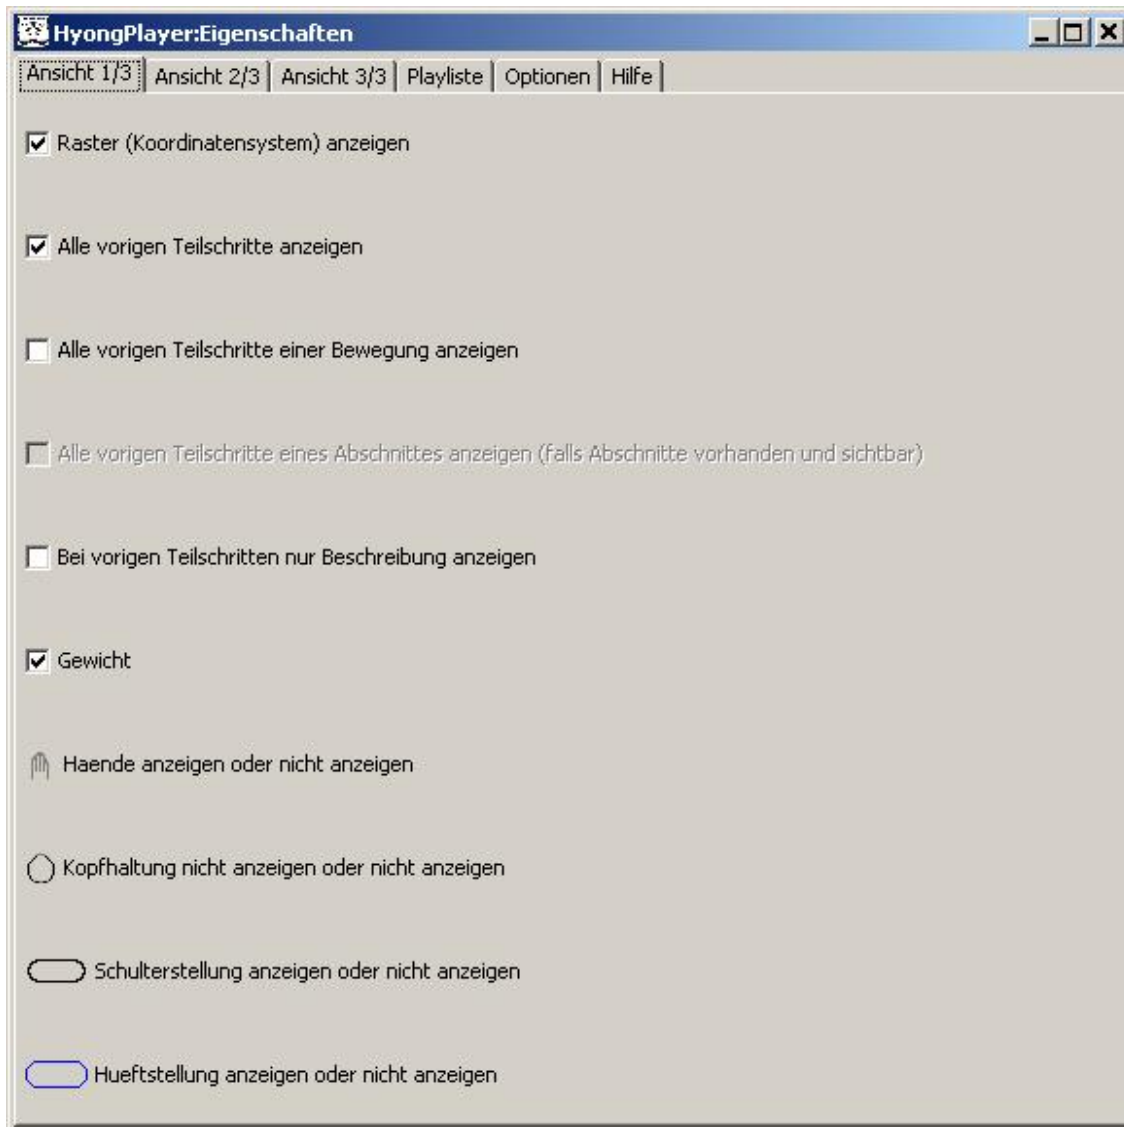 HyongPlayer:Eigenschaften
Ansicht 1/3 Ansicht 2/3 Ansicht 3/3 Playliste Optionen Hilfe
Raster (Koordinatensystem) anzeigen
Alle vorigen Teilschritte anzeigen
Alle vorigen Teilschritte einer Bewegung anzeigen
Alle vorigen Teilschritte eines Abschnittes anzeigen (falls Abschnitte vorhanden und sichtbar)
Bei vorigen Teilschritten nur Beschreibung anzeigen
Gewicht
Haende anzeigen oder nicht anzeigen
Kopfhaltung nicht anzeigen oder nicht anzeigen
Schulterstellung anzeigen oder nicht anzeigen
Hueftstellung anzeigen oder nicht anzeigen